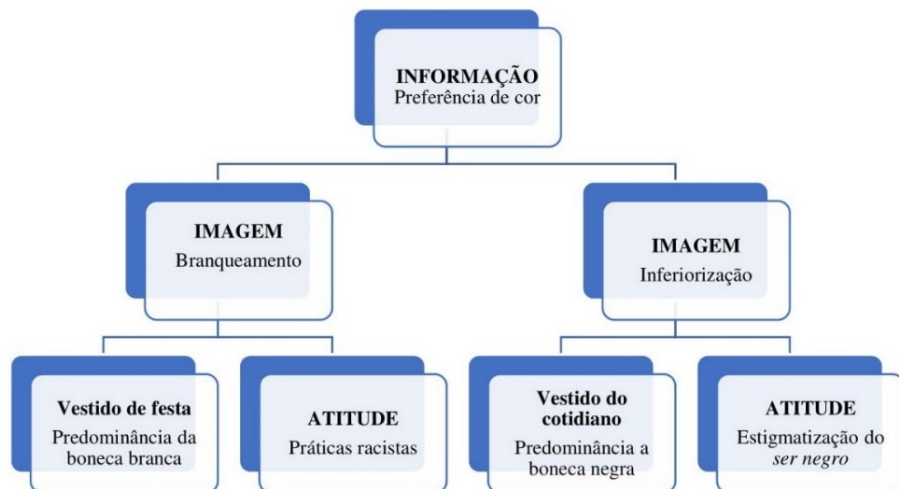 INFORMAÇÃO
Preferência de cor
IMAGEM
Branqueamento
IMAGEM
Inferiorização
Vestido de festa
Predominância da
boneca branca
ATITUDE
Práticas racistas
Vestido do
cotidiano
Predominância a
boneca negra
ATITUDE
Estigmatização do
ser negro